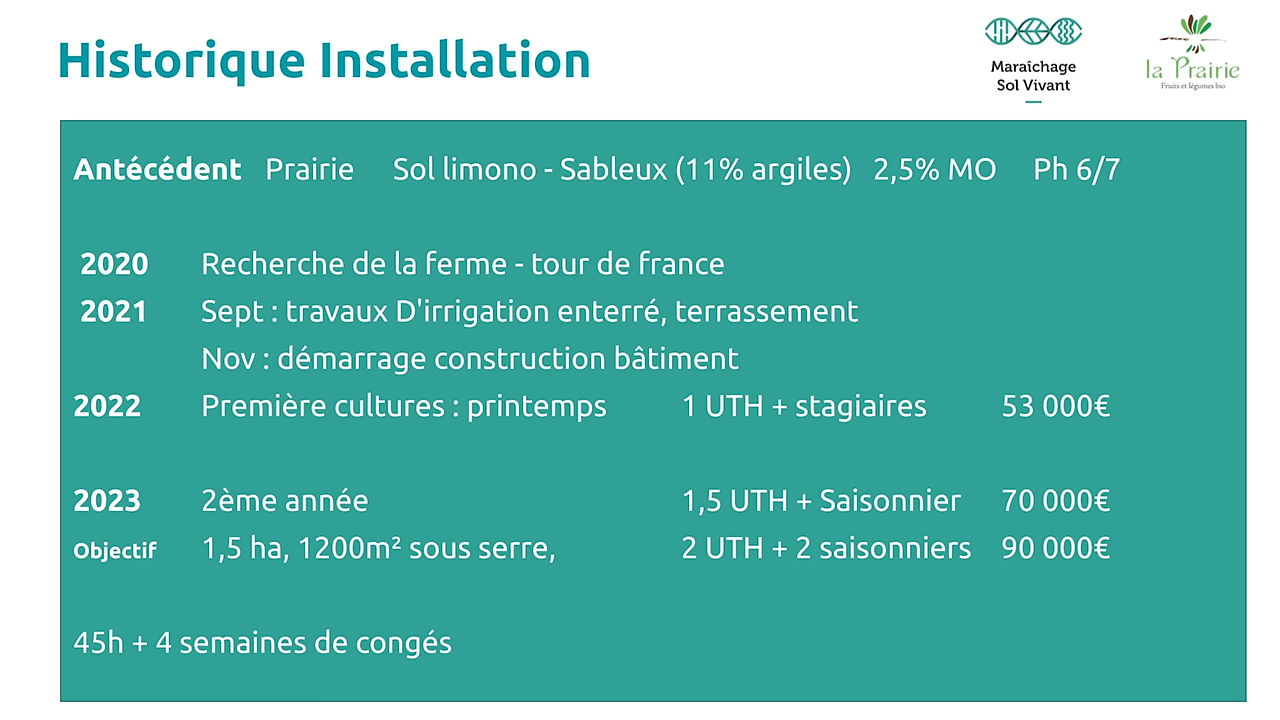 Historique Installation
Maraîchage
Sol Vivant
la Prairie
Fruits et légumes bio
Antécédent Prairie Sol limono - Sableux (11% argiles) 2,5% MO Ph 6/7
2020 Recherche de la ferme - tour de france
2021 Sept : travaux D'irrigation enterré, terrassement
Nov : démarrage construction bâtiment
2022 Première cultures : printemps 1 UTH + stagiaires 53 000€
2023 2ème année 1,5 UTH + Saisonnier 70 000€
Objectif 1,5 ha, 1200m² sous serre, 2 UTH + 2 saisonniers 90 000€
45h + 4 semaines de congés